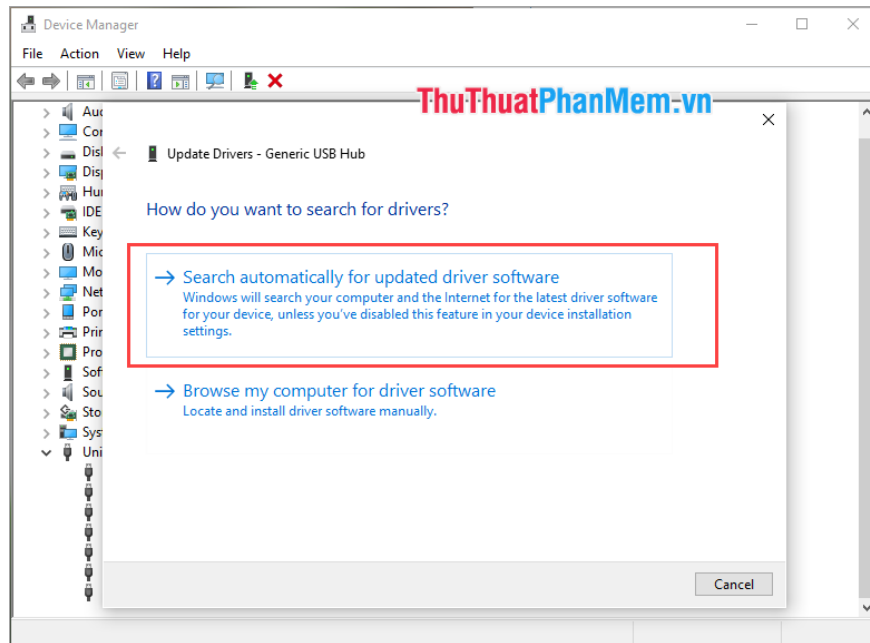 Device Manager
File Action View Help
ThuThuatPhanMem.vn
Update Drivers - Generic USB Hub
How do you want to search for drivers?
Search automatically for updated driver software
Windows will search your computer and the Internet for the latest driver software
for your device, unless you've disabled this feature in your device installation
settings.
Browse my computer for driver software
Locate and install driver software manually.
Cancel